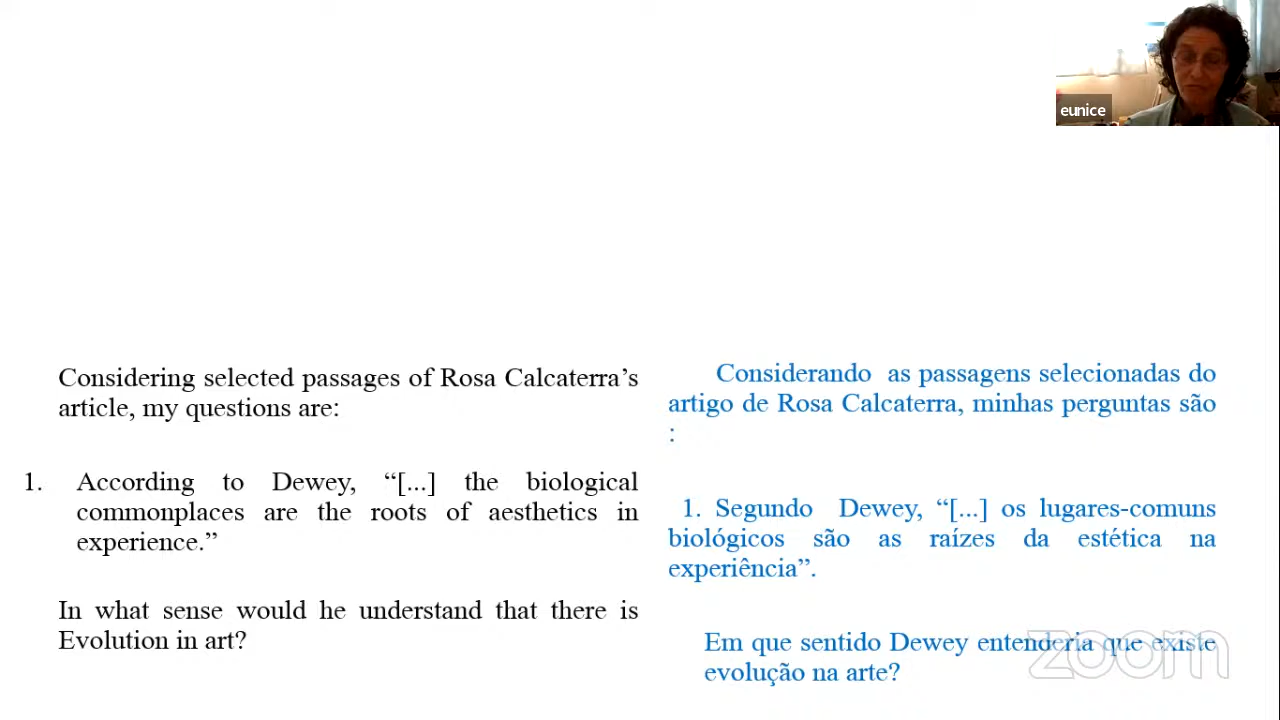 eunice
Considering selected passages of Rosa Calcaterra’s
article, my questions are:
1. According to Dewey, “[...] the biological
commonplaces are the roots of aesthetics in
experience.”
In what sense would he understand that there is
Evolution in art?
Considerando as passagens selecionadas do
artigo de Rosa Calcaterra, minhas perguntas são
:
1. Segundo Dewey, “[...] os lugares-comuns
biológicos são as raízes da estética na
experiência”.
Em que sentido Dewey entenderia que existe
evolução na arte?
zoom